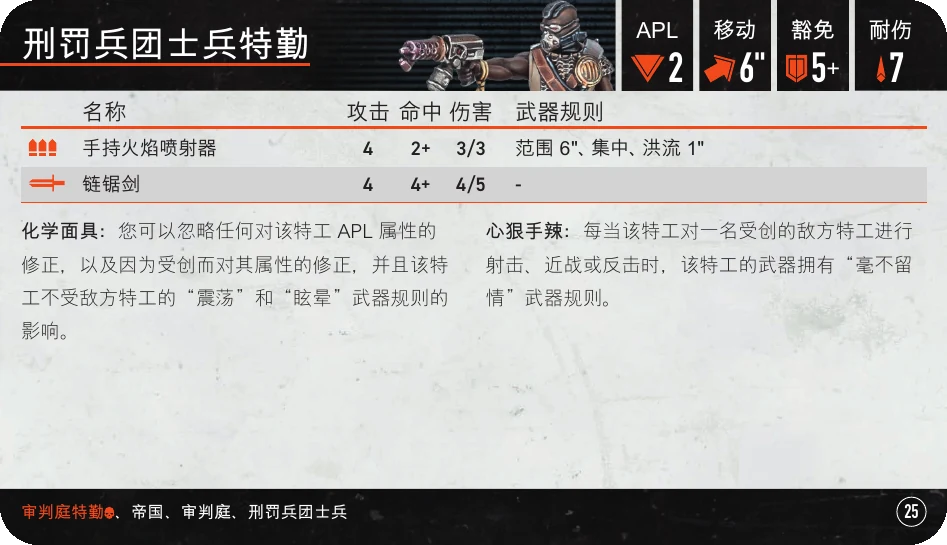 刑罚兵团士兵特勤
APL 移动 豁免 耐伤
2 6" 5+ 7
名称 攻击 命中 伤害 武器规则
手持火焰喷射器 4 2+ 3/3 范围 6"、集中、洪流 1"
链锯剑 4 4+ 4/5 -
化学面具：您可以忽略任何对该特工 APL 属性的
修正，以及因为受创而对其属性的修正，并且该特
工不受敌方特工的“震荡”和“眩晕”武器规则的
影响。
心狠手辣：每当该特工对一名受创的敌方特工进行
射击、近战或反击时，该特工的武器拥有“毫不留
情”武器规则。
审判庭特勤、帝国、审判庭、刑罚兵团士兵
25